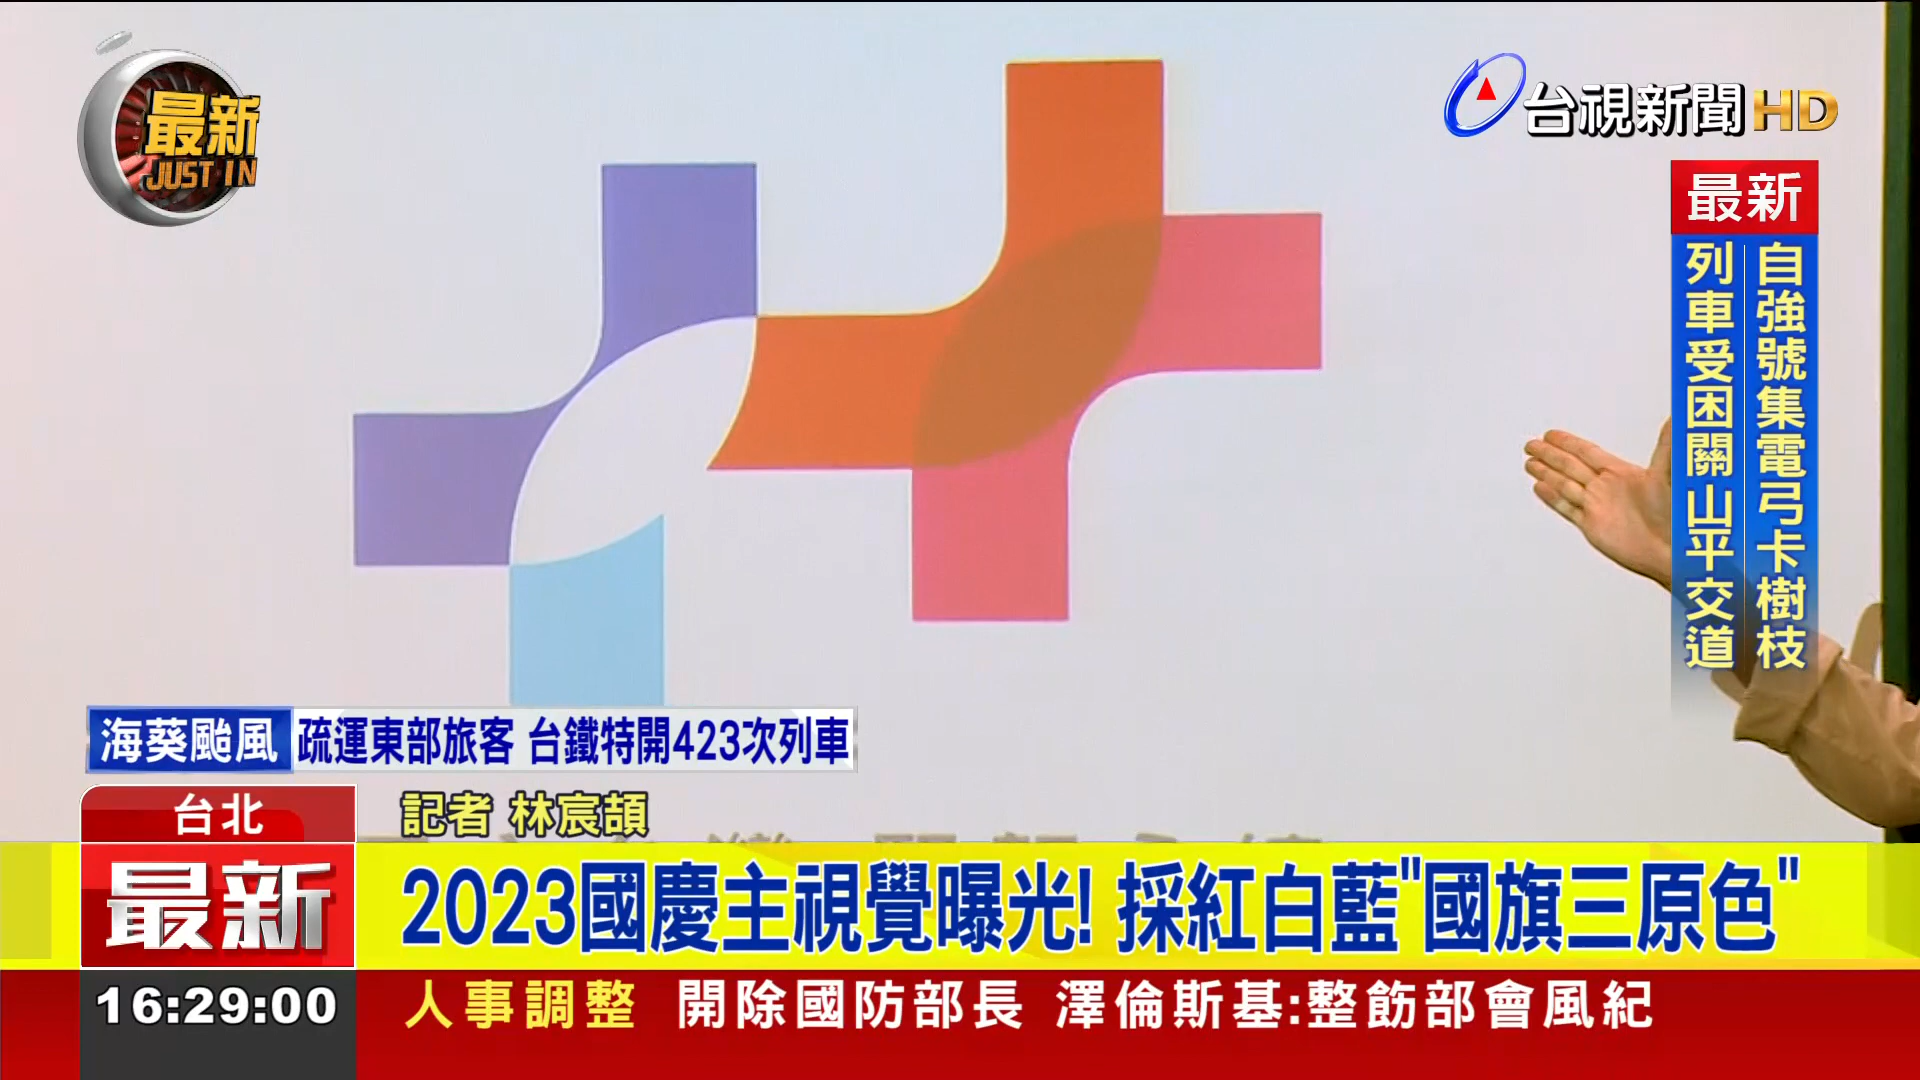 最新
JUST IN
台視新聞HD
最新
自強號集電弓卡樹枝
列車受困關山平交道
海葵颱風 疏運東部旅客 台鐵特開423次列車
台北
記者 林宸頡
最新
2023國慶主視覺曝光! 採紅白藍"國旗三原色"
16:29:00
人事調整 開除國防部長 澤倫斯基:整飭部會風紀